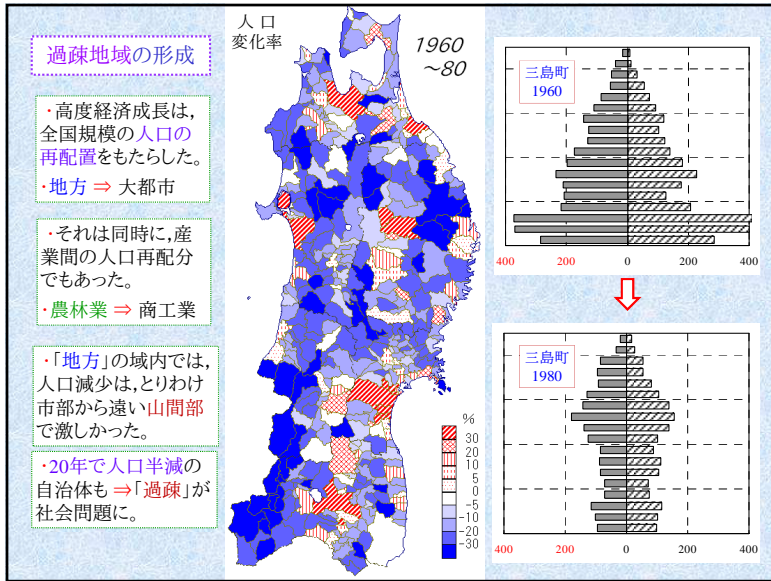 過疎地域の形成
・高度経済成長は,
全国規模の人口の
再配置をもたらした。
・地方 ⇒ 大都市
・それは同時に,産
業間の人口再配分
でもあった。
・農林業 ⇒ 商工業
・「地方」の域内では,
人口減少は,とりわけ
市部から遠い山間部
で激しかった。
・20年で人口半減の
自治体も ⇒「過疎」が
社会問題に。
人口
変化率
1960
～80
%
30
20
10
5
0
-5
-10
-20
-30
三島町
1960
400 200 0 200 400
三島町
1980
400 200 0 200 400